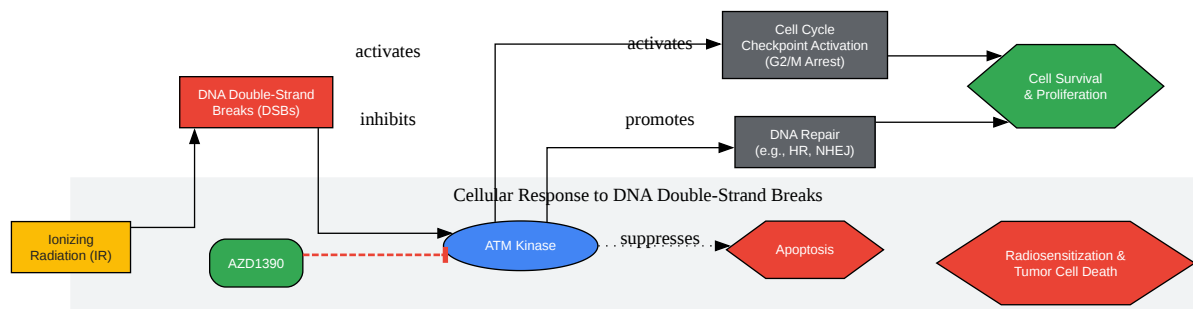 Cell Cycle
Checkpoint Activation
(G2/M Arrest)
activates
activates
Cell Survival
& Proliferation
DNA Double-Strand
Breaks (DSBs)
inhibits
promotes
DNA Repair
(e.g., HR, NHEJ)
Cellular Response to DNA Double-Strand Breaks
Ionizing
Radiation (IR)
AZD1390
ATM Kinase
suppresses
Apoptosis
Radiosensitization &
Tumor Cell Death